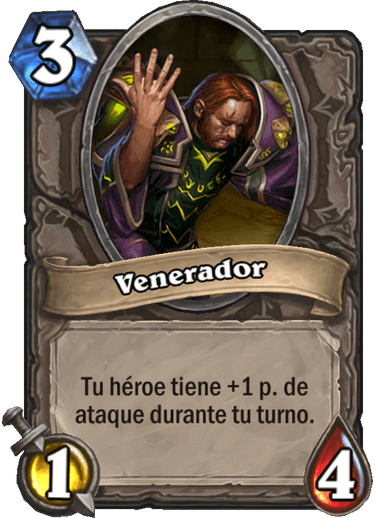 3
Venerador
Tu héroe tiene +1 p. de
ataque durante tu turno.
1
4